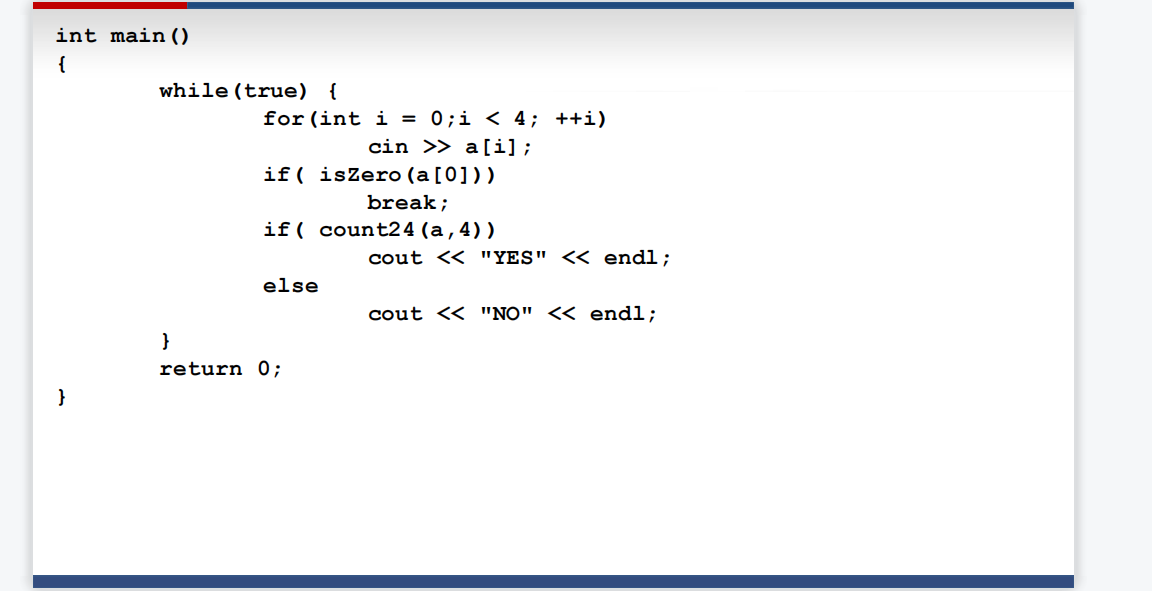 int main()
{
while(true) {
for(int i = 0;i < 4; ++i)
cin >> a[i];
if( isZero(a[0]))
break;
if( count24(a,4))
cout << "YES" << endl;
else
cout << "NO" << endl;
}
return 0;
}